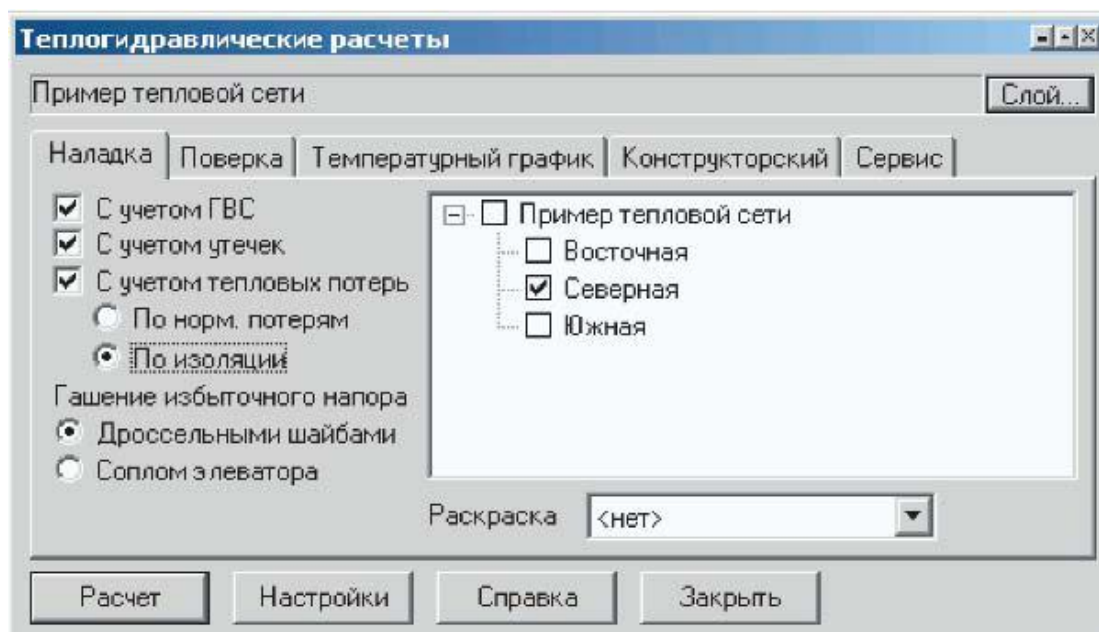 Теплогидравлические расчеты
Пример тепловой сети
Слой...
Наладка Поверка Температурный график Конструкторский Сервис
С учетом ГВС
С учетом утечек
С учетом тепловых потерь
По норм. потерям
По изоляции
Гашение избыточного напора
Дроссельными шайбами
Соплом элеватора
Пример тепловой сети
Восточная
Северная
Южная
Раскраска <нет>
Расчет Настройки Справка Закрыть